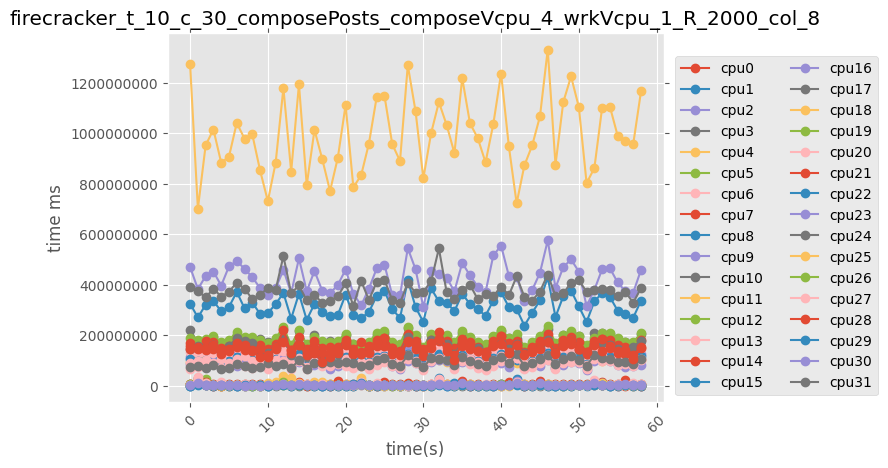 firecracker_t_10_c_30_composePosts_composeVcpu_4_wrkVcpu_1_R_2000_col_8
time ms
1200000000
1000000000
800000000
600000000
400000000
200000000
0
0
10
20
30
40
50
60
time(s)
cpu0
cpu1
cpu2
cpu3
cpu4
cpu5
cpu6
cpu7
cpu8
cpu9
cpu10
cpu11
cpu12
cpu13
cpu14
cpu15
cpu16
cpu17
cpu18
cpu19
cpu20
cpu21
cpu22
cpu23
cpu24
cpu25
cpu26
cpu27
cpu28
cpu29
cpu30
cpu31